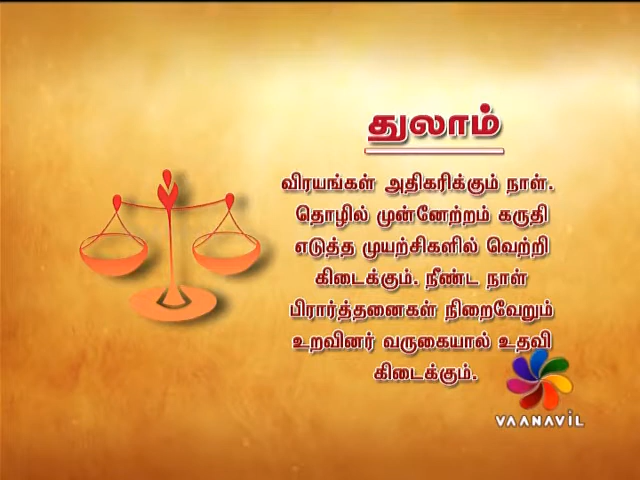 துலாம்
விரயங்கள் அதிகரிக்கும் நாள்.
தொழில் முன்னேற்றம் கருதி
எடுத்த முயற்சிகளில் வெற்றி
கிடைக்கும். நீண்ட நாள்
பிரார்த்தனைகள் நிறைவேறும்
உறவினர் வருகையால் உதவி
கிடைக்கும்.
VAANAVIL